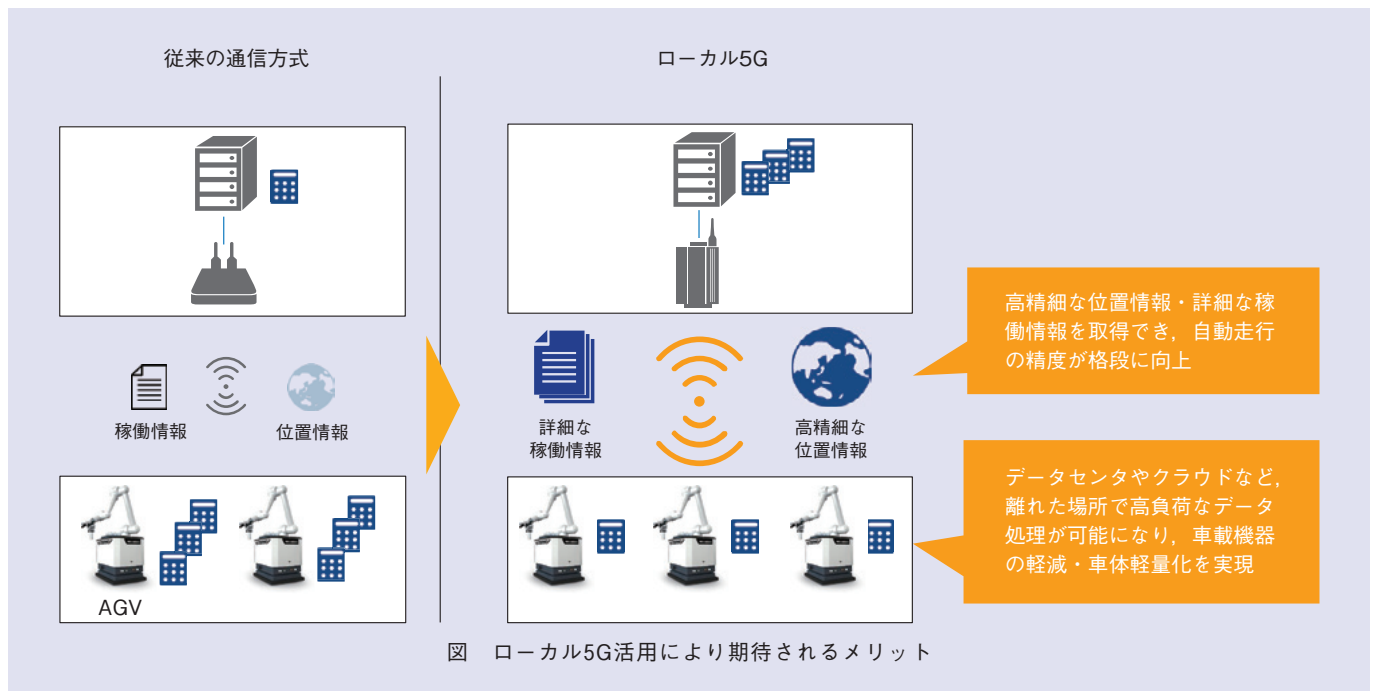 従来の通信方式
ローカル5G
稼働情報
位置情報
詳細な
稼働情報
高精細な
位置情報
高精細な位置情報・詳細な稼
働情報を取得でき，自動走行
の精度が格段に向上
データセンタやクラウドなど，
離れた場所で高負荷なデータ
処理が可能になり，車載機器
の軽減・車体軽量化を実現
AGV
図　ローカル5G活用により期待されるメリット